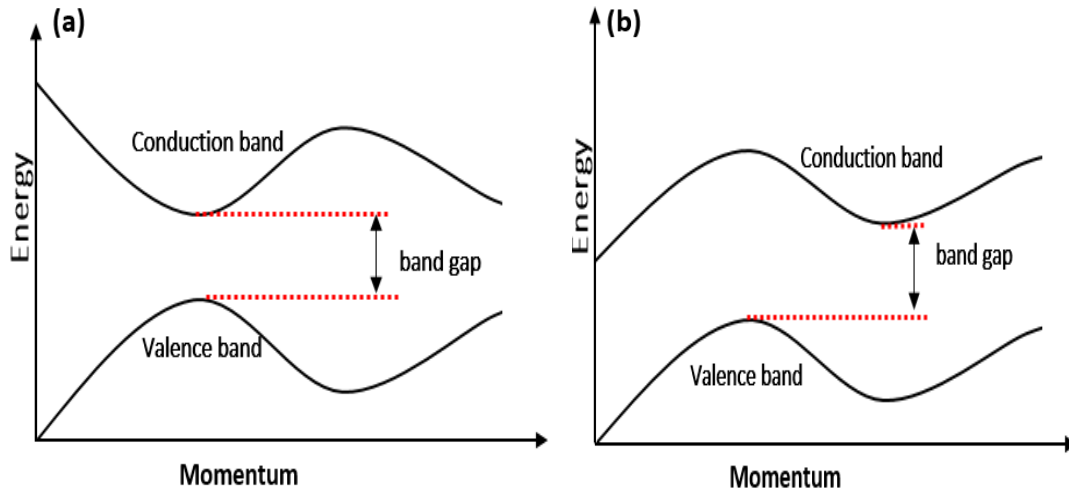 (a)
Energy
Conduction band
band gap
Valence band
Momentum
(b)
Energy
Conduction band
band gap
Valence band
Momentum